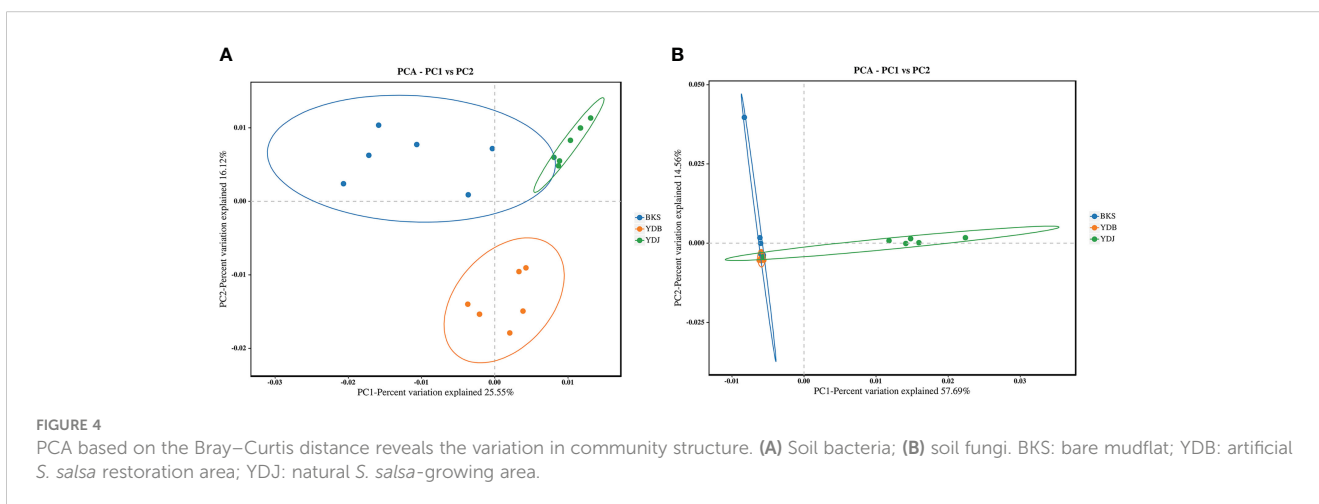 A
PCA - PC1 vs PC2
PC2-Percent variation explained 16.12%
0.01
0.00
-0.01
-0.02
-0.03
-0.02
-0.01
0.00
0.01
PC1-Percent variation explained 25.55%
BKS
YDB
YDJ
B
PCA - PC1 vs PC2
PC2-Percent variation explained 14.56%
0.050
0.025
0.000
-0.025
-0.01
0.00
0.01
0.02
0.03
PC1-Percent variation explained 57.69%
BKS
YDB
YDJ
FIGURE 4
PCA based on the Bray–Curtis distance reveals the variation in community structure. (A) Soil bacteria; (B) soil fungi. BKS: bare mudflat; YDB: artificial
S. salsa restoration area; YDJ: natural S. salsa-growing area.